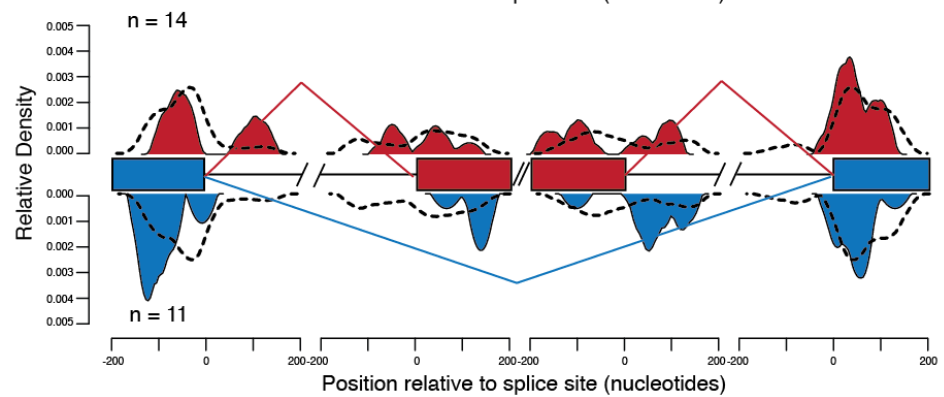 n = 14
0.005
0.004
0.003
0.002
0.001
0.000
0.000
0.001
0.002
0.003
0.004
0.005
Relative Density
n = 11
-200 0 200 -200 0 200 -200 0 200 -200 0 200
Position relative to splice site (nucleotides)